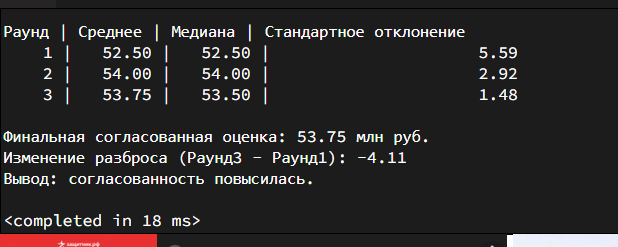 Раунд | Среднее | Медиана | Стандартное отклонение
1 | 52.50 | 52.50 | 5.59
2 | 54.00 | 54.00 | 2.92
3 | 53.75 | 53.50 | 1.48
Финальная согласованная оценка: 53.75 млн руб.
Изменение разброса (Раунд3 - Раунд1): -4.11
Вывод: согласованность повысилась.
<completed in 18 ms>
защитник.рф